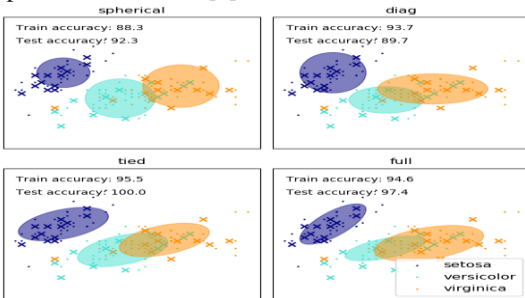 spherical
Train accuracy: 88.3
Test accuracy: 92.3
diag
Train accuracy: 93.7
Test accuracy: 89.7
tied
Train accuracy: 95.5
Test accuracy: 100.0
full
Train accuracy: 94.6
Test accuracy: 97.4
setosa
versicolor
virginica